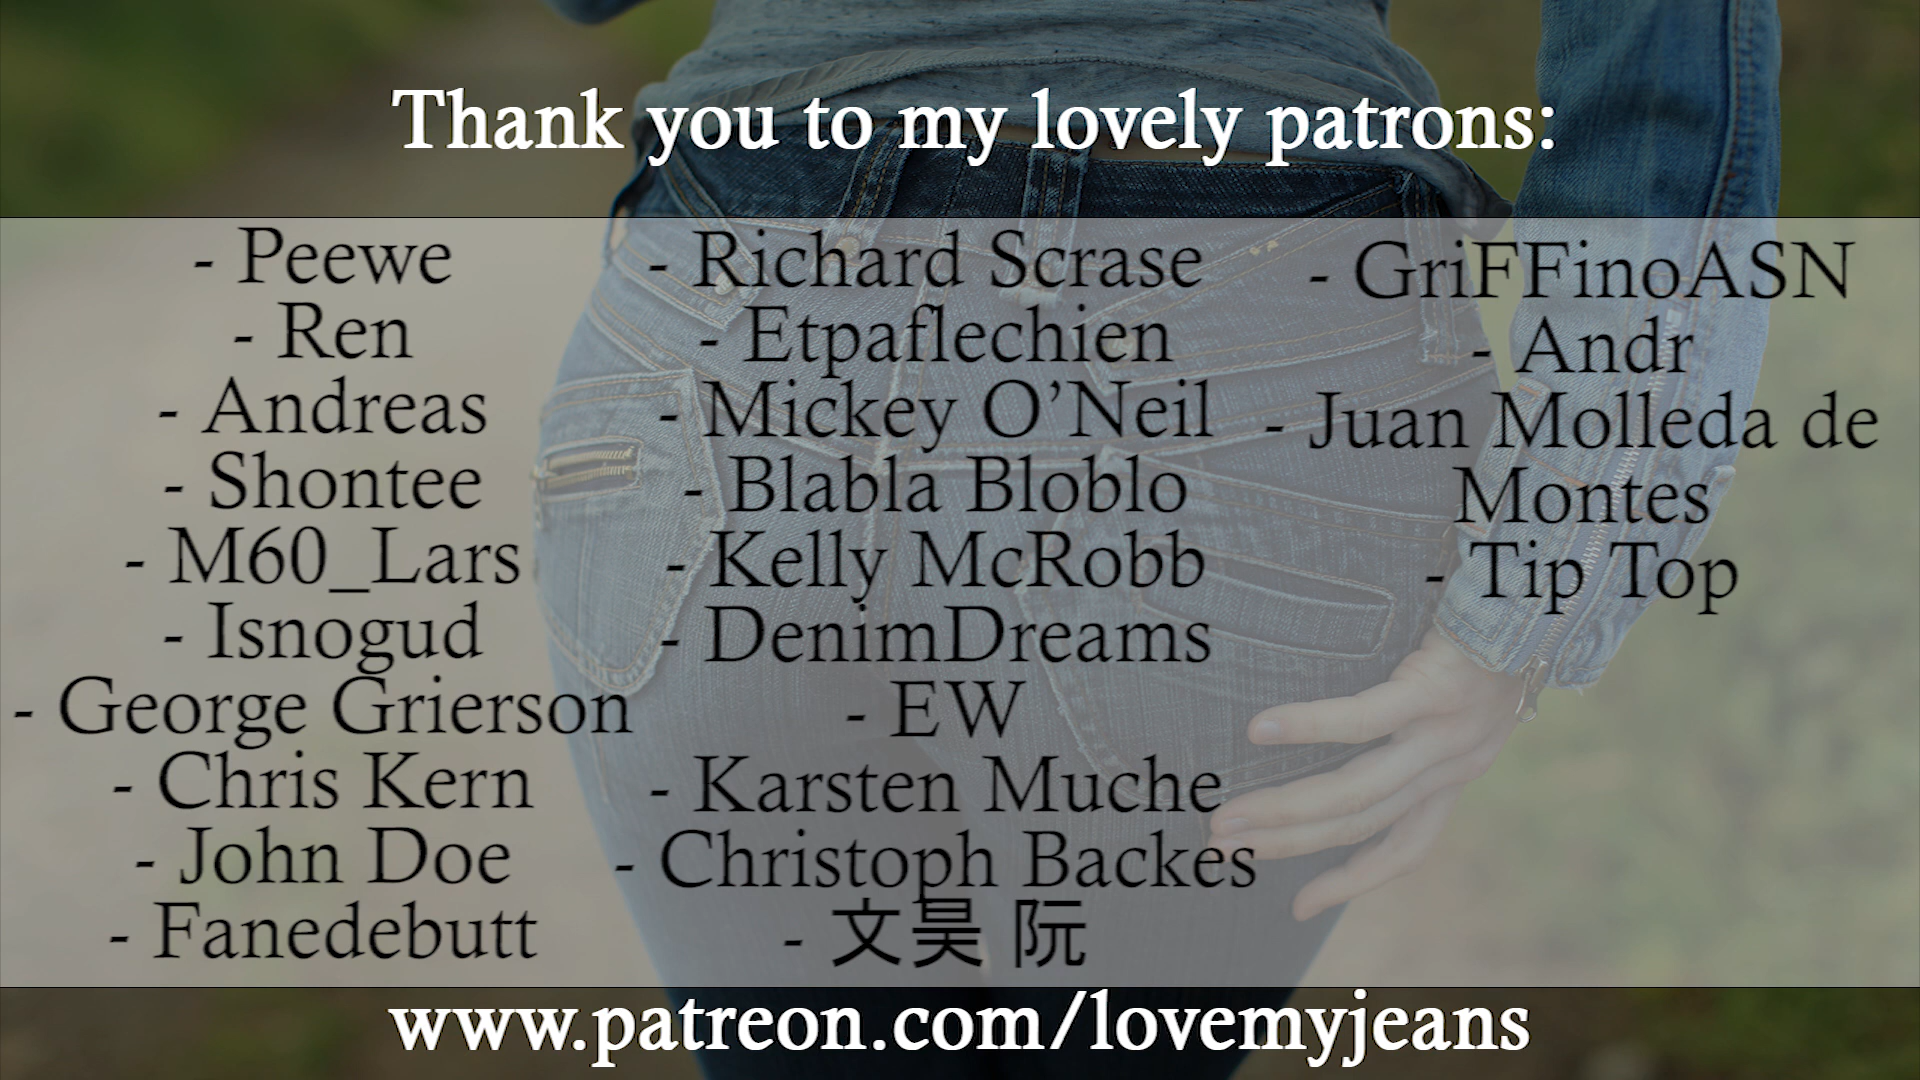 Thank you to my lovely patrons:
- Peewe
- Ren
- Andreas
- Shontee
- M60_Lars
- Isnogud
- George Grierson
- Chris Kern
- John Doe
- Fanedebutt
- Richard Scrase
- Etpaflechien
- Mickey O’Neil
- Blabla Bloblo
- Kelly McRobb
- DenimDreams
- EW
- Karsten Muche
- Christoph Backes
- 文昊 阮
- GriFFinoASN
- Andr
- Juan Molleda de
Montes
- Tip Top
www.patreon.com/lovemyjeans